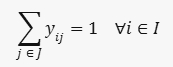 ∑_{j∈J} y_{ij} = 1 ∀i ∈ I